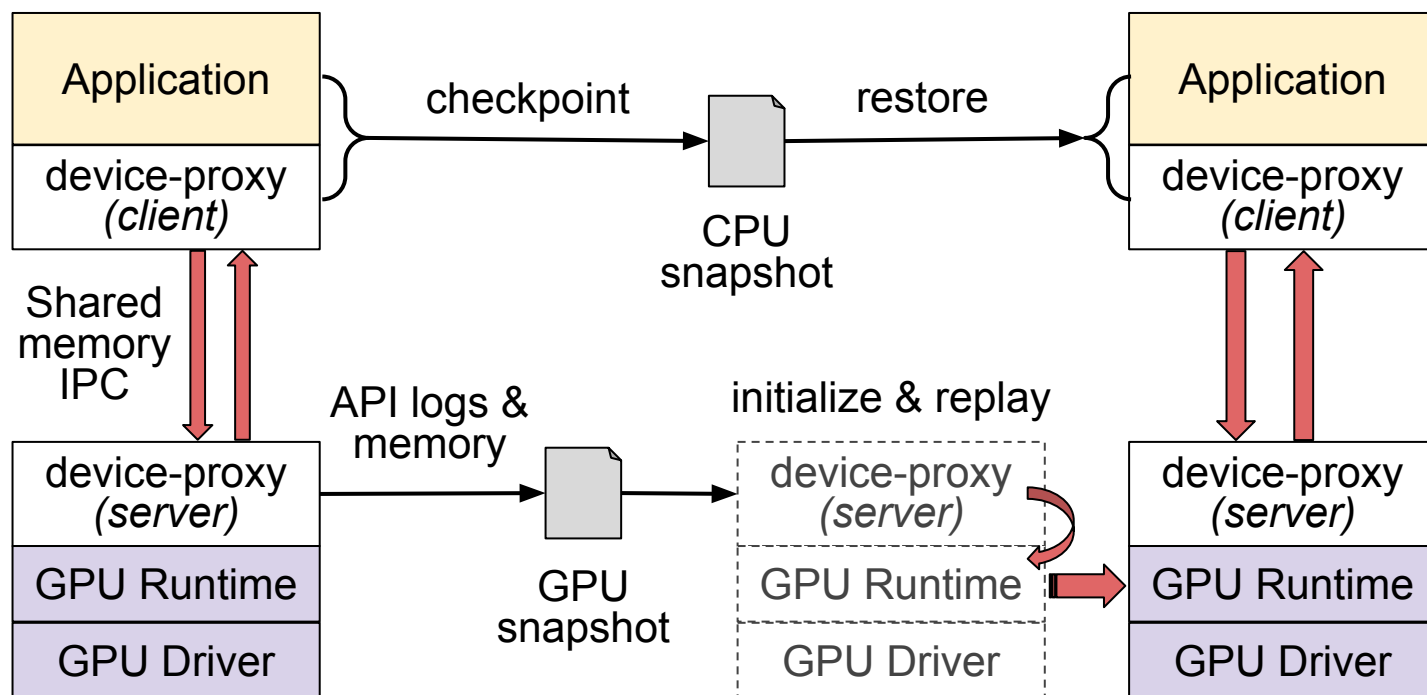 Application
device-proxy
(client)
Shared
memory
IPC
device-proxy
(server)
GPU Runtime
GPU Driver
checkpoint
restore
CPU
snapshot
API logs &
memory
GPU
snapshot
initialize & replay
device-proxy
(server)
GPU Runtime
GPU Driver
Application
device-proxy
(client)
device-proxy
(server)
GPU Runtime
GPU Driver